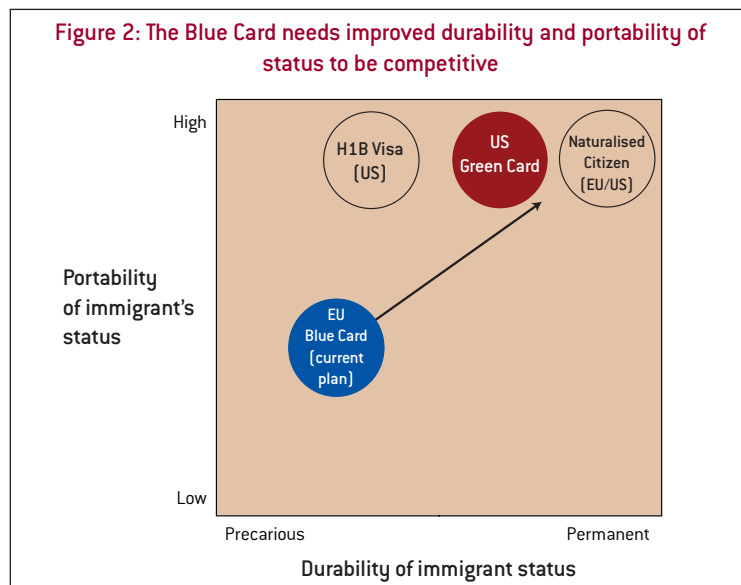 Figure 2: The Blue Card needs improved durability and portability of
status to be competitive
High
H1B Visa
(US)
US
Green Card
Naturalised
Citizen
(EU/US)
Portability
of immigrant's
status
EU
Blue Card
(current
plan)
Low
Precarious
Permanent
Durability of immigrant status